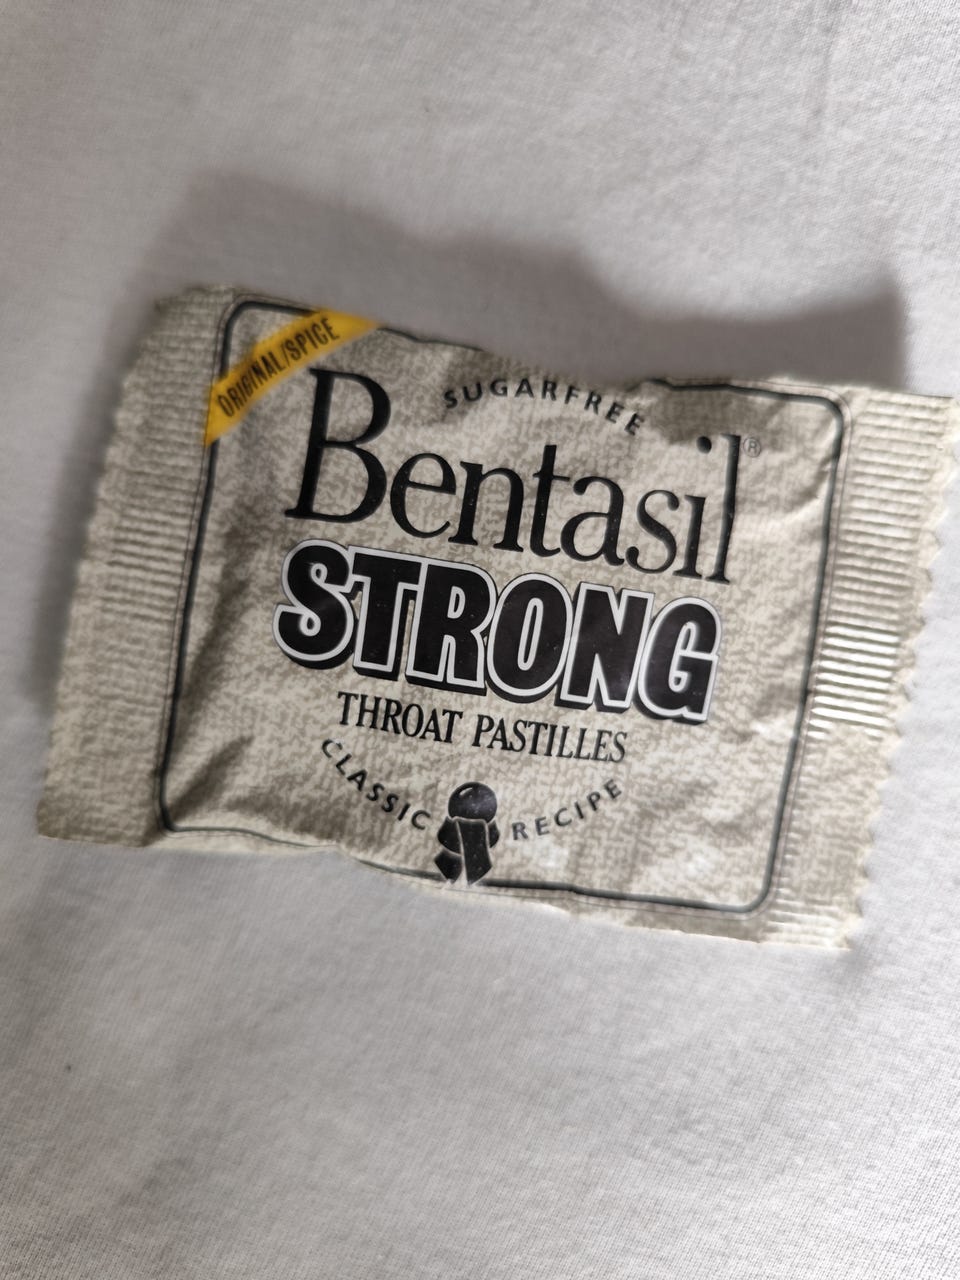 ORIGINAL/SPICE
SUGARFREE
Bentasil®
STRONG
THROAT PASTILLES
CLASSIC RECIPE